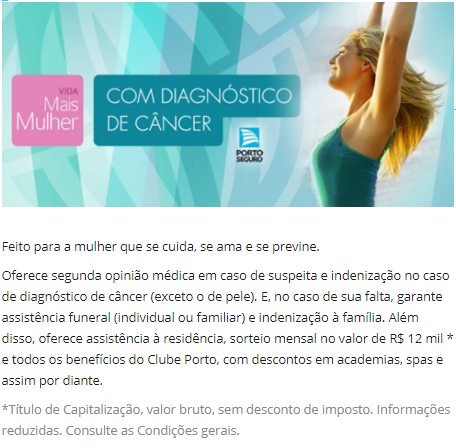 VIDA
Mais
Mulher
COM DIAGNÓSTICO
DE CÂNCER
PORTO
SEGURO
Feito para a mulher que se cuida, se ama e se previne.
Oferece segunda opinião médica em caso de suspeita e indenização no caso
de diagnóstico de câncer (exceto o de pele). E, no caso de sua falta, garante
assistência funeral (individual ou familiar) e indenização à família. Além
disso, oferece assistência à residência, sorteio mensal no valor de R$ 12 mil *
e todos os benefícios do Clube Porto, com descontos em academias, spas e
assim por diante.
*Título de Capitalização, valor bruto, sem desconto de imposto. Informações
reduzidas. Consulte as Condições gerais.